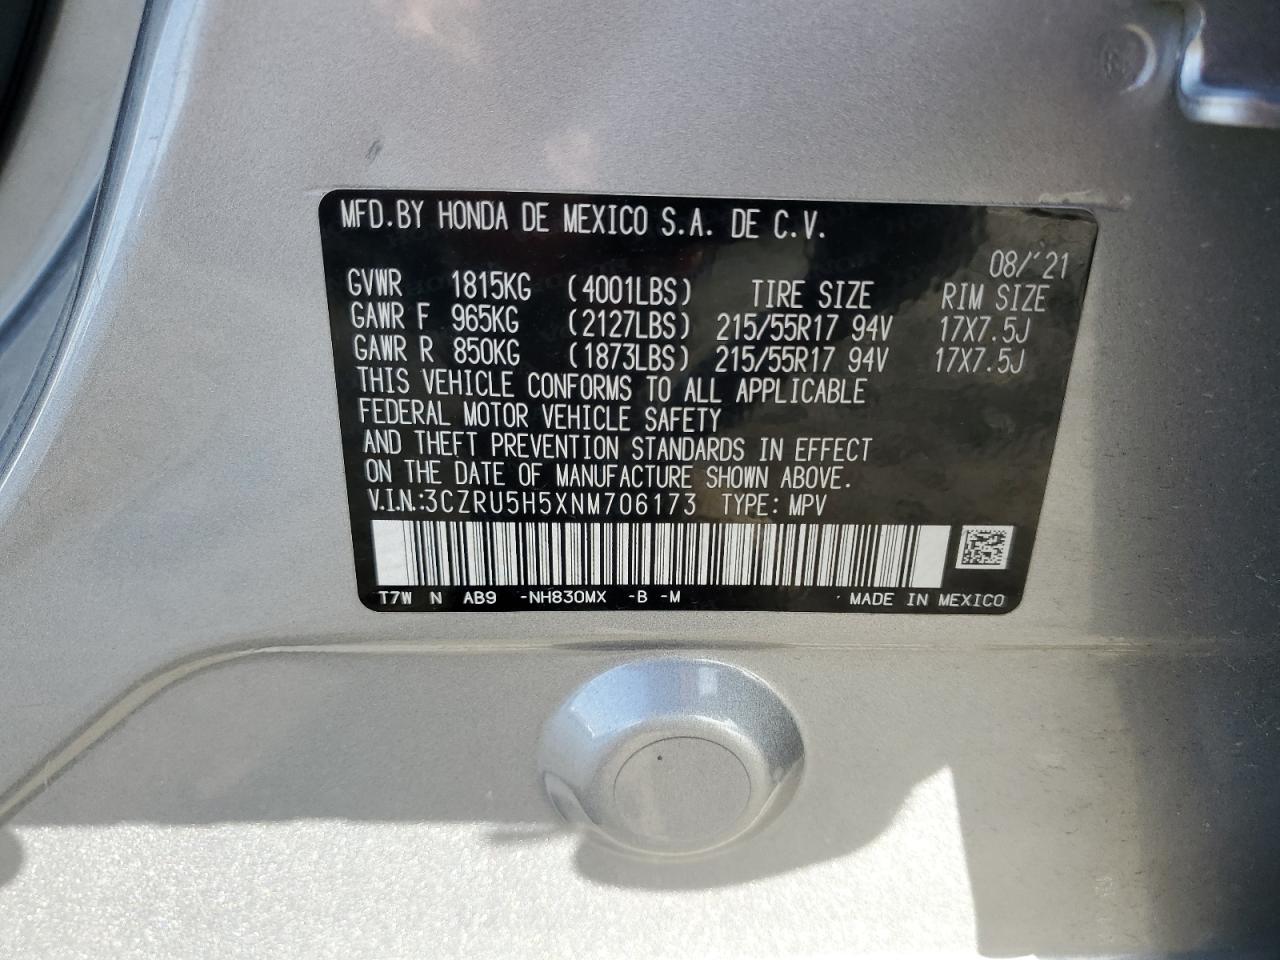 MFD.BY HONDA DE MEXICO S.A. DE C.V.
08/'21
GVWR 1815KG (4001LBS) TIRE SIZE RIM SIZE
GAWR F 965KG (2127LBS) 215/55R17 94V 17X7.5J
GAWR R 850KG (1873LBS) 215/55R17 94V 17X7.5J
THIS VEHICLE CONFORMS TO ALL APPLICABLE
FEDERAL MOTOR VEHICLE SAFETY
AND THEFT PREVENTION STANDARDS IN EFFECT
ON THE DATE OF MANUFACTURE SHOWN ABOVE.
V.I.N.:3CZRU5H5XNM706173 TYPE: MPV
T7W N AB9 -NH830MX -B -M MADE IN MEXICO